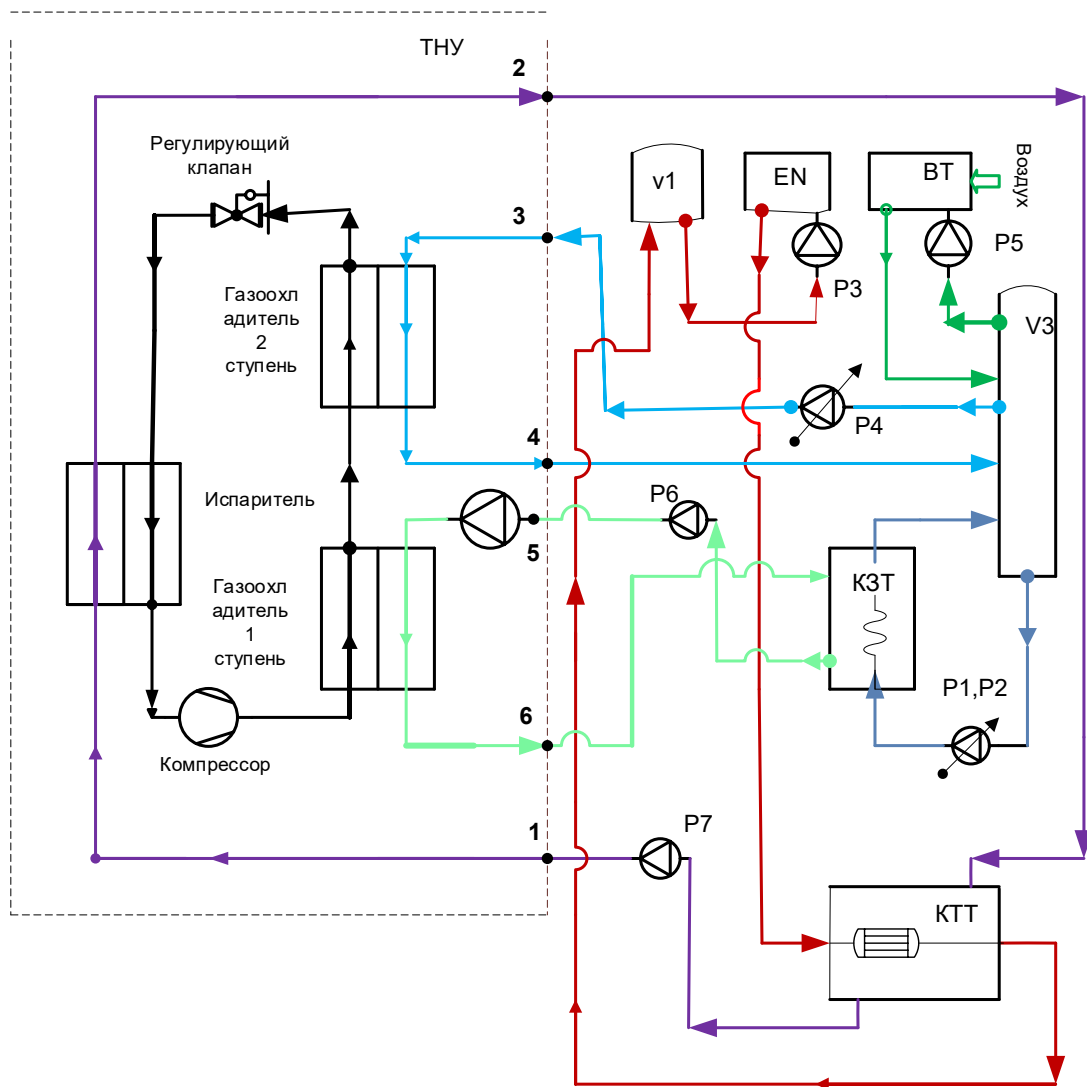 ТНУ
2
Регулирующий
клапан
v1
EN
ВТ
Воздух
3
P3
P5
V3
Газоохл
адитель
2
ступень
P4
4
Испаритель
P6
5
Газоохл
адитель
1
ступень
КЗТ
P1,P2
6
Компрессор
1
P7
КТТ